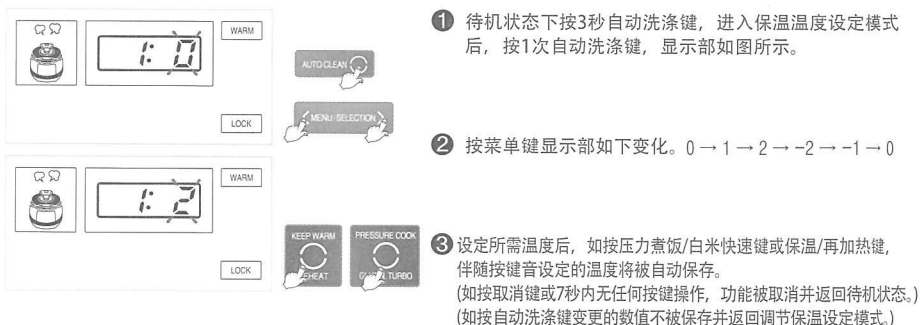 1: 0
WARM
LOCK
AUTO CLEAN
MENU / SELECTION
❶ 待机状态下按3秒自动洗涤键，进入保温温度设定模式
后，按1次自动洗涤键，显示部如图所示。
❷ 按菜单键显示部如下变化。0 → 1 → 2 → -2 → -1 → 0
1: 2
WARM
LOCK
KEEP WARM
PRESSURE COOK
TURBO
❸ 设定所需温度后，如按压力煮饭/白米快速键或保温/再加热键，
伴随按键音设定的温度将被自动保存。
(如按取消键或7秒内无任何按键操作，功能被取消并返回待机状态。)
(如按自动洗涤键变更的数值不被保存并返回调节保温设定模式。)